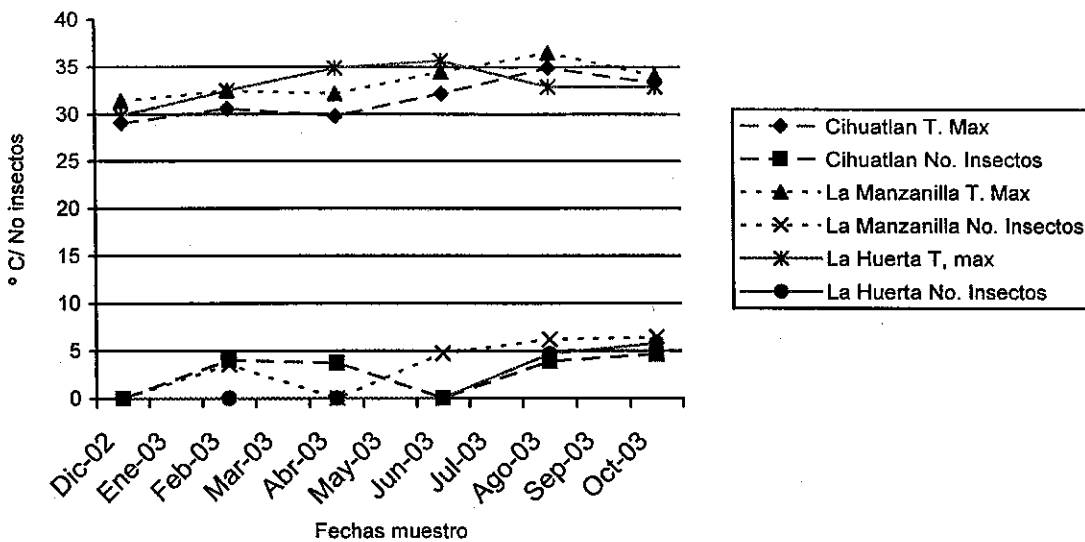 40
35
30
25
20
15
10
5
0
° C/ No insectos
Dic-02
Ene-03
Feb-03
Mar-03
Abr-03
May-03
Jun-03
Jul-03
Ago-03
Sep-03
Oct-03
Fechas muestro
Cihuatlan T. Max
Cihuatlan No. Insectos
La Manzanilla T. Max
La Manzanilla No. Insectos
La Huerta T, max
La Huerta No. Insectos